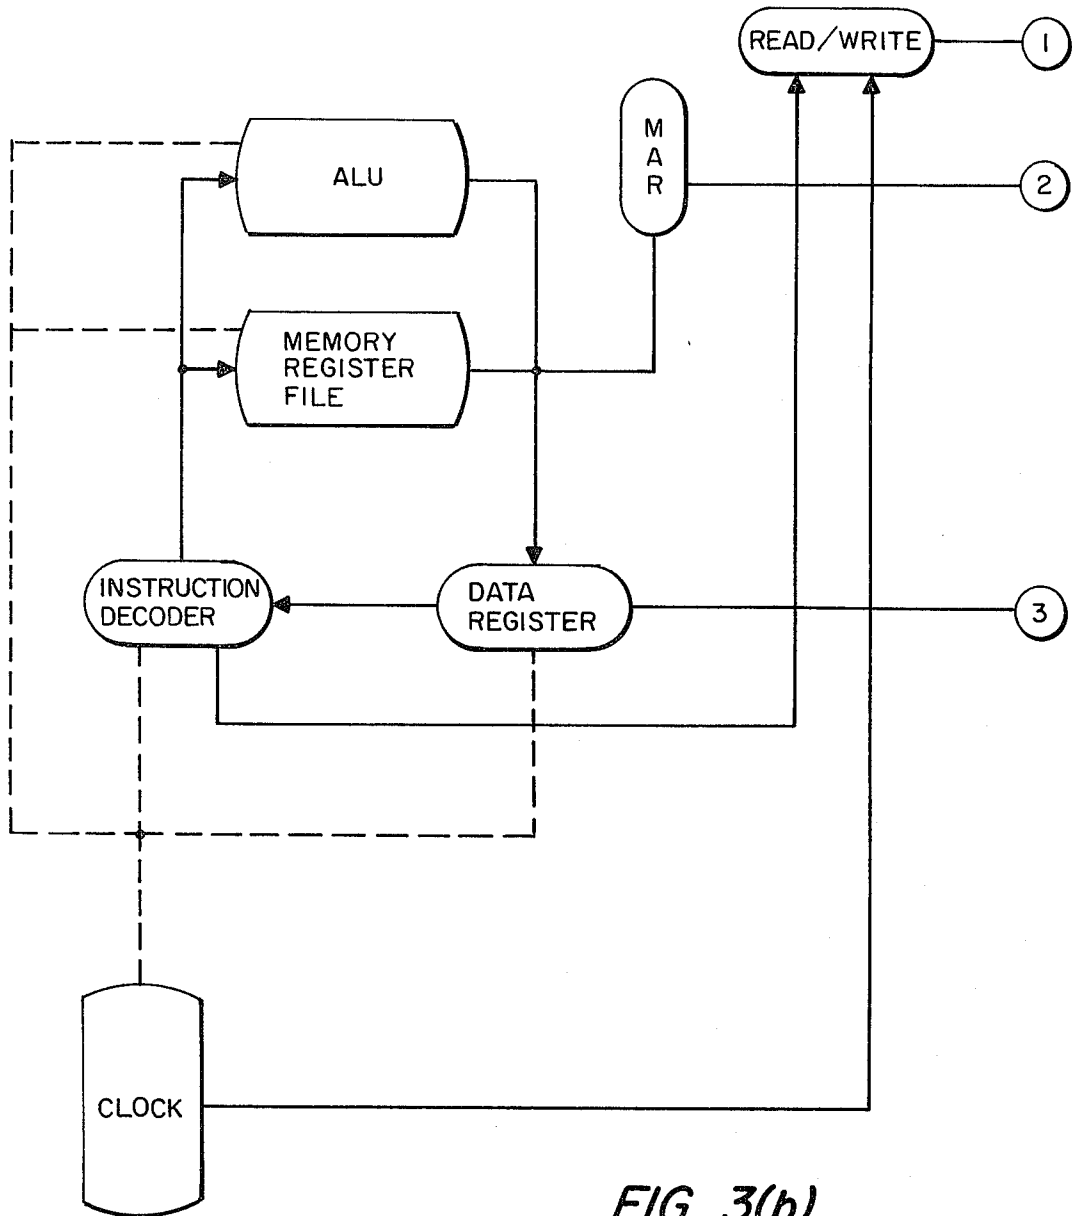 READ/WRITE
1
M
A
R
2
ALU
MEMORY
REGISTER
FILE
INSTRUCTION
DECODER
DATA
REGISTER
3
CLOCK
FIG. 3(b)